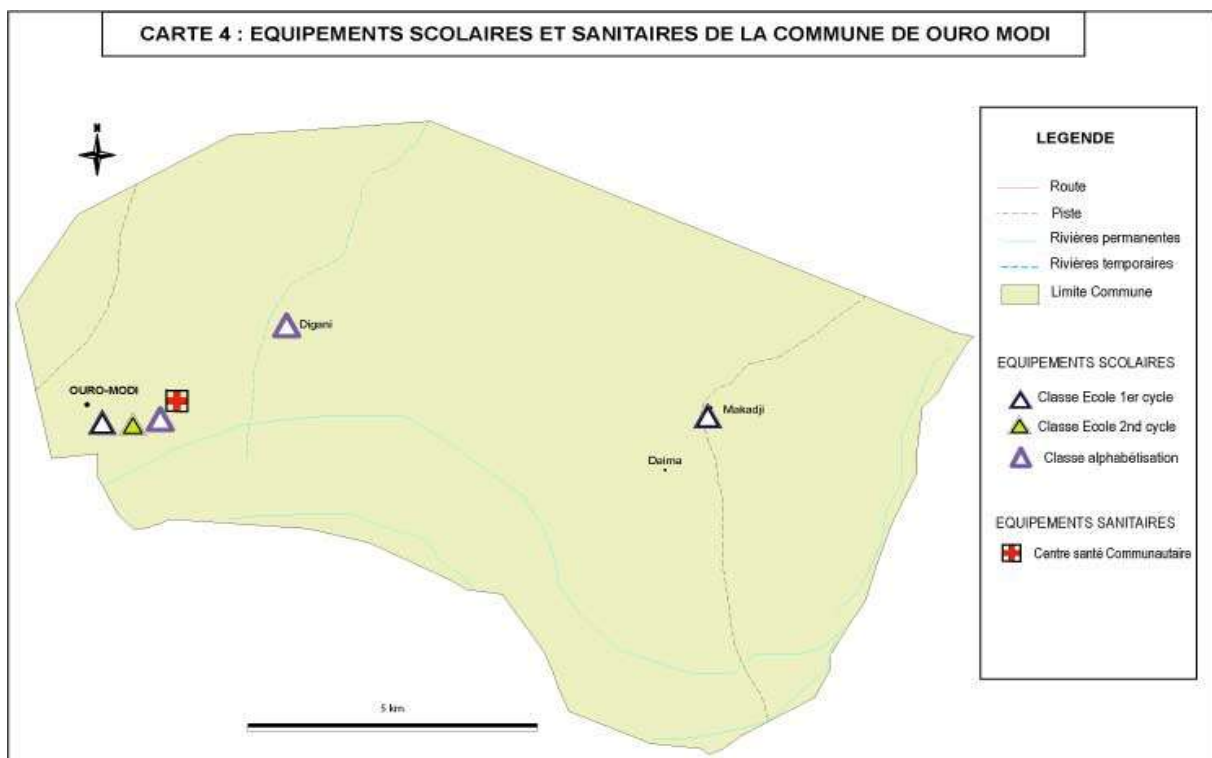 CARTE 4 : EQUIPEMENTS SCOLAIRES ET SANITAIRES DE LA COMMUNE DE OURO MODI
N
LEGENDE
Route
Piste
Rivières permanentes
Rivières temporaires
Limite Commune
EQUIPEMENTS SCOLAIRES
Classe Ecole 1er cycle
Classe Ecole 2nd cycle
Classe alphabétisation
EQUIPEMENTS SANITAIRES
Centre santé Communautaire
Digani
OURO-MODI
Makadji
Daima
5 km